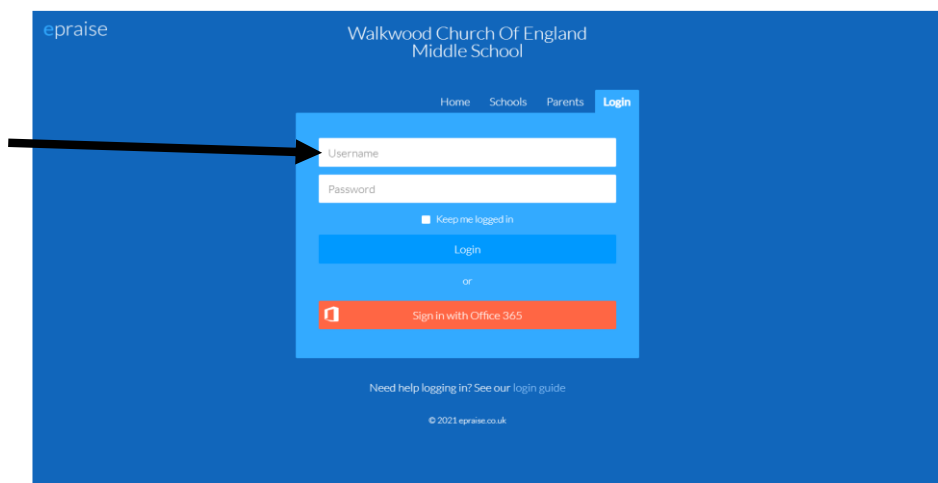 epraise
Walkwood Church Of England
Middle School
Home Schools Parents Login
Username
Password
Keep me logged in
Login
or
Sign in with Office 365
Need help logging in? See our login guide
© 2021 epraise.co.uk